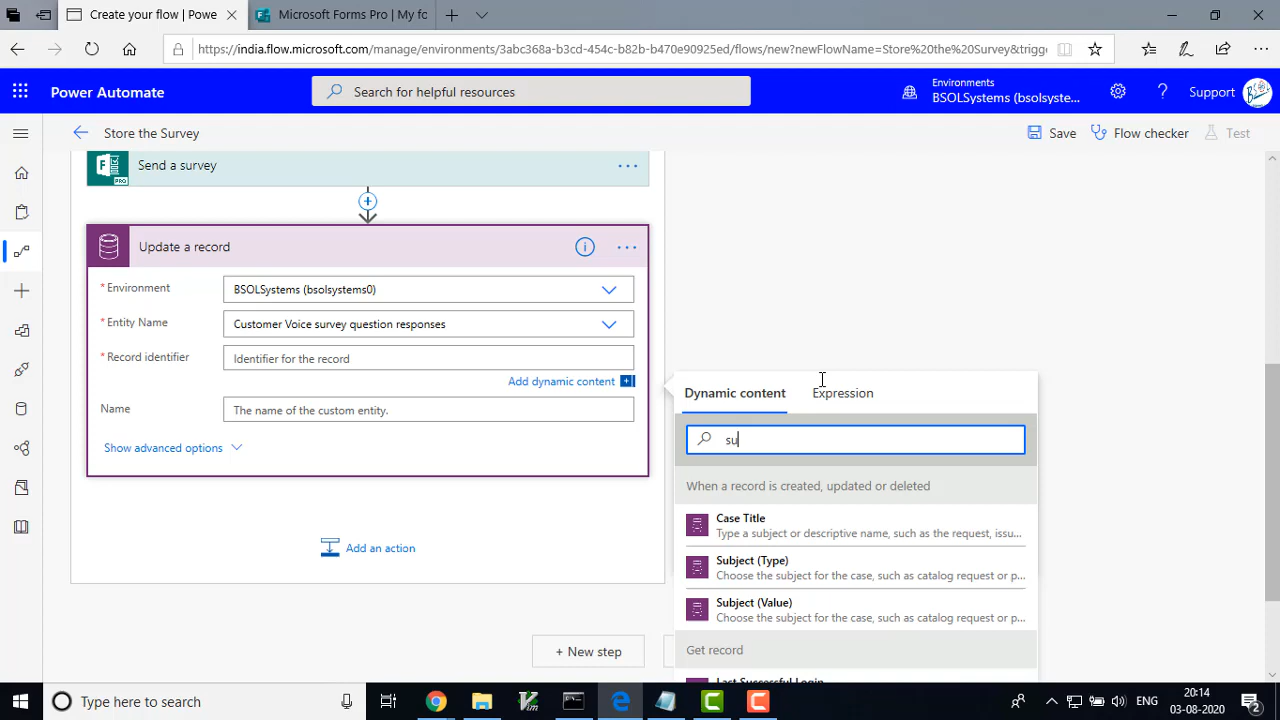 Create your flow | Powe
Microsoft Forms Pro | My fo
https://india.flow.microsoft.com/manage/environments/3abc368a-b3cd-454c-b82b-b470e90925ed/flows/new?newFlowName=Store%20the%20Survey&trigge
Power Automate
Search for helpful resources
Environments
BSOLSystems (bsolsyste...
Support
Store the Survey
Save
Flow checker
Test
Send a survey
PRO
Update a record
* Environment
BSOLSystems (bsolsystems0)
* Entity Name
Customer Voice survey question responses
* Record identifier
Identifier for the record
Add dynamic content
Name
The name of the custom entity.
Show advanced options
Add an action
+ New step
Dynamic content
Expression
su
When a record is created, updated or deleted
Case Title
Type a subject or descriptive name, such as the request, issu...
Subject (Type)
Choose the subject for the case, such as catalog request or p...
Subject (Value)
Choose the subject for the case, such as catalog request or p...
Get record
Last Successful Login
Type here to search
ENG
20:14
03-08-2020
2